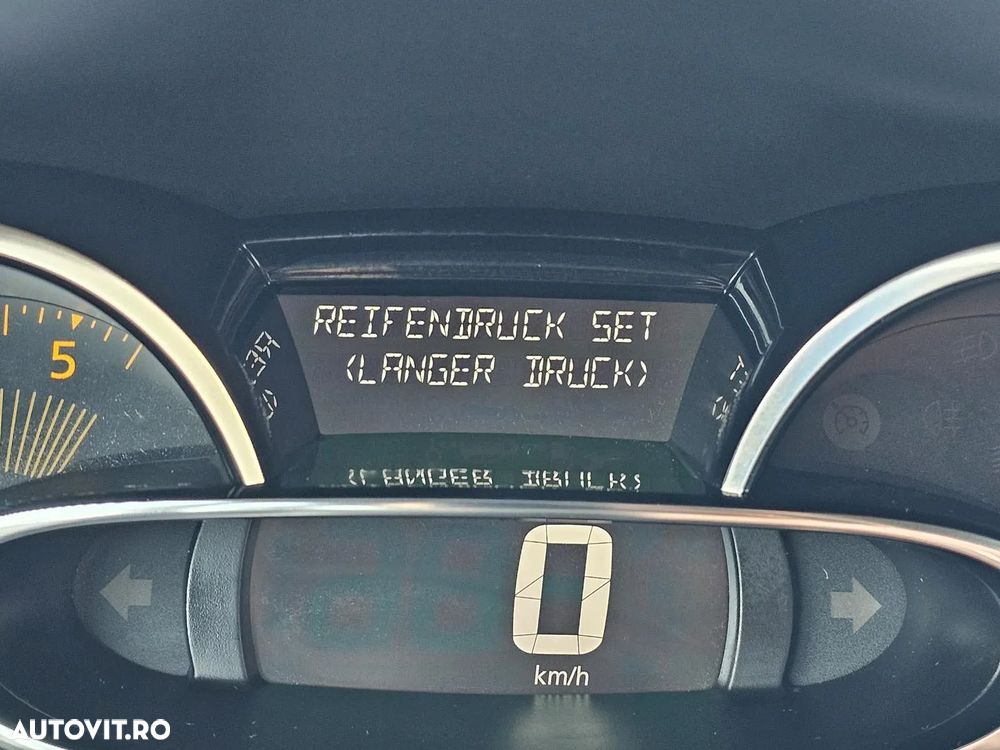 REIFENDRUCK SET
(LANGER DRUCK)
5
0
km/h
AUTOVIT.RO